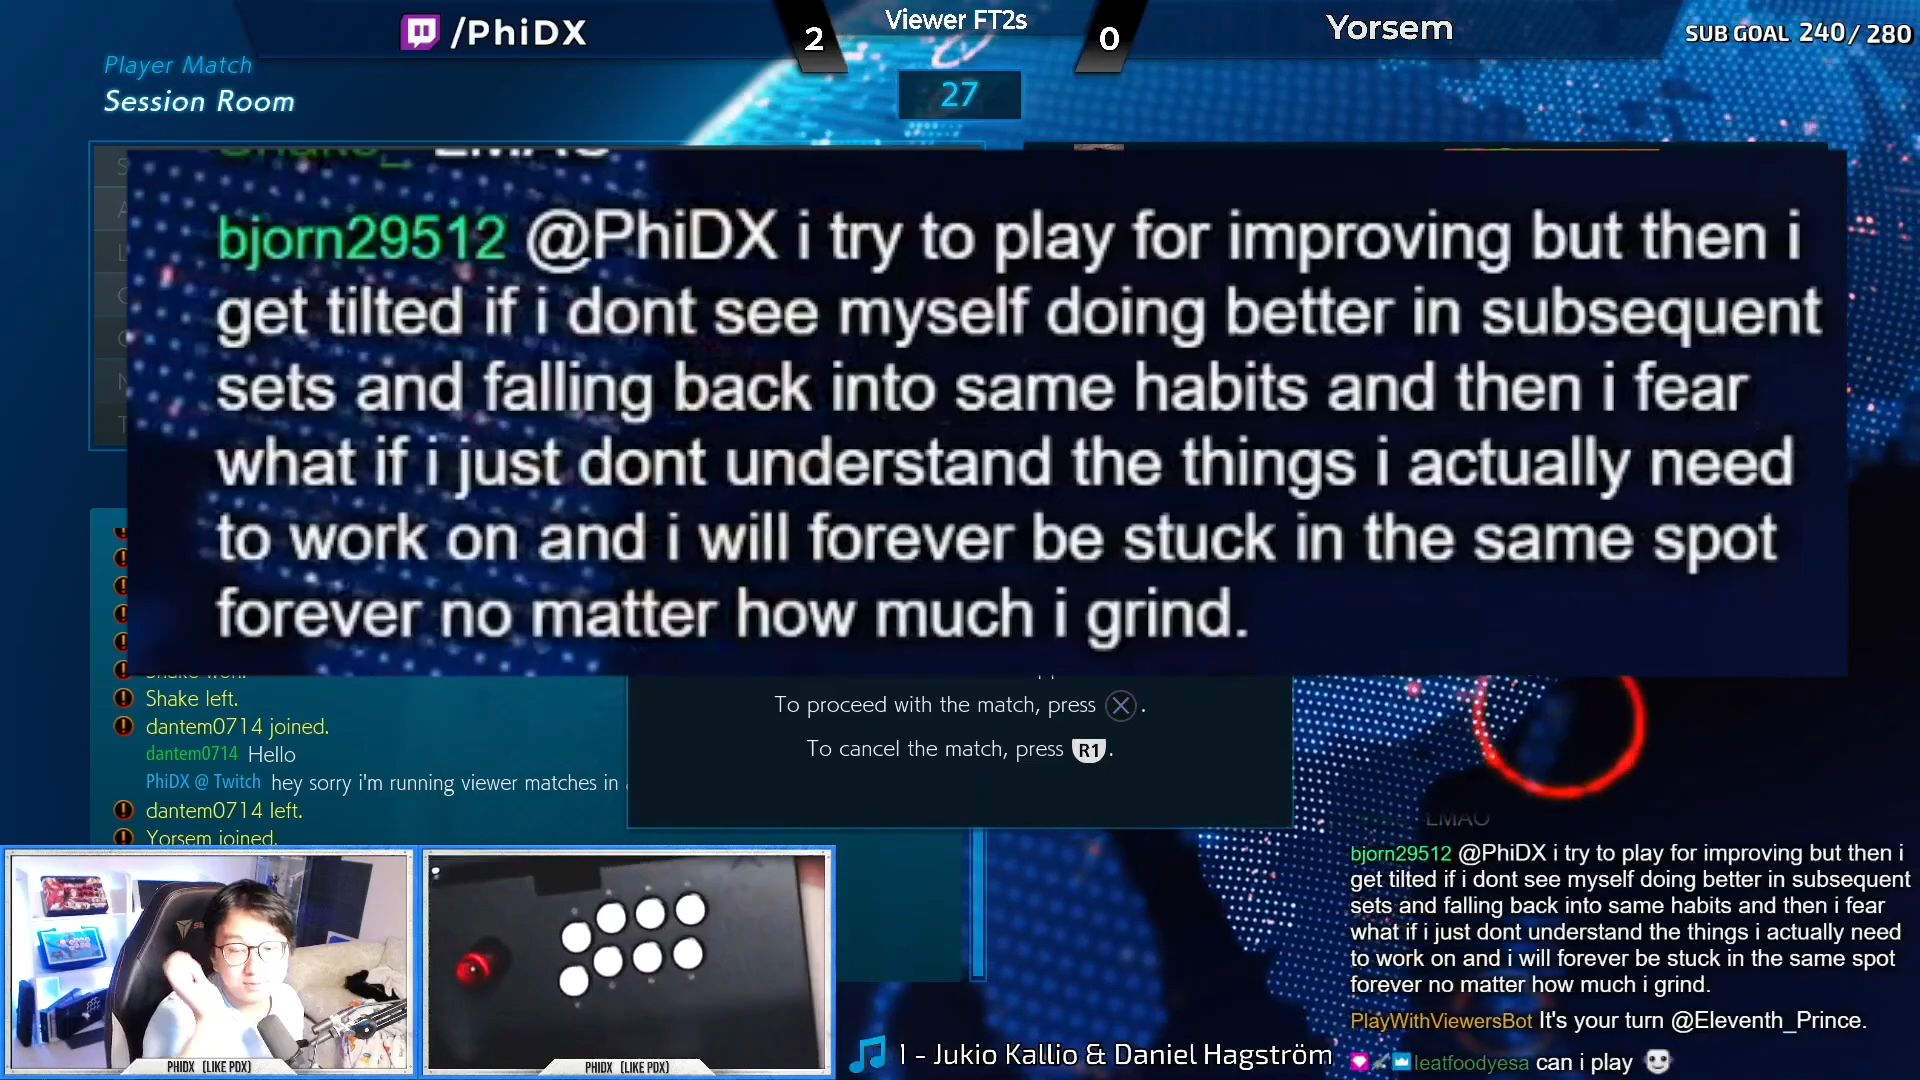 /PhiDX
2
Viewer FT2s
0
Yorsem
SUB GOAL 240/ 280
Player Match
Session Room
27
bjorn29512 @PhiDX i try to play for improving but then i
get tilted if i dont see myself doing better in subsequent
sets and falling back into same habits and then i fear
what if i just dont understand the things i actually need
to work on and i will forever be stuck in the same spot
forever no matter how much i grind.
To proceed with the match, press
To cancel the match, press R1.
Shake left.
dantem0714 joined.
dantem0714 Hello
PhiDX @ Twitch hey sorry i'm running viewer matches in
dantem0714 left.
Yorsem joined.
LMAO
bjorn29512 @PhiDX i try to play for improving but then i
get tilted if i dont see myself doing better in subsequent
sets and falling back into same habits and then i fear
what if i just dont understand the things i actually need
to work on and i will forever be stuck in the same spot
forever no matter how much i grind.
PlayWithViewersBot It's your turn @Eleventh_Prince.
leatfoodyesa can i play
PHIDX (LIKE PDX)
PHIDX (LIKE PDX)
1 - Jukio Kallio & Daniel Hagström